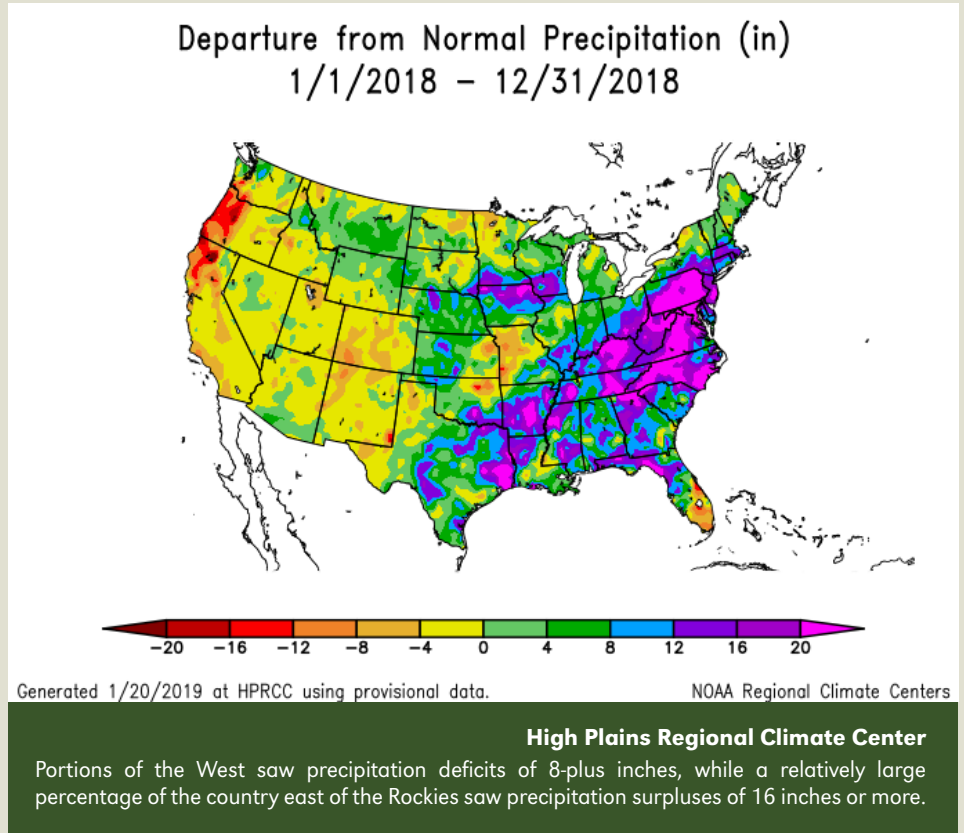 Departure from Normal Precipitation (in)
1/1/2018 – 12/31/2018
-20 -16 -12 -8 -4 0 4 8 12 16 20
Generated 1/20/2019 at HPRCC using provisional data. NOAA Regional Climate Centers
High Plains Regional Climate Center
Portions of the West saw precipitation deficits of 8-plus inches, while a relatively large
percentage of the country east of the Rockies saw precipitation surpluses of 16 inches or more.